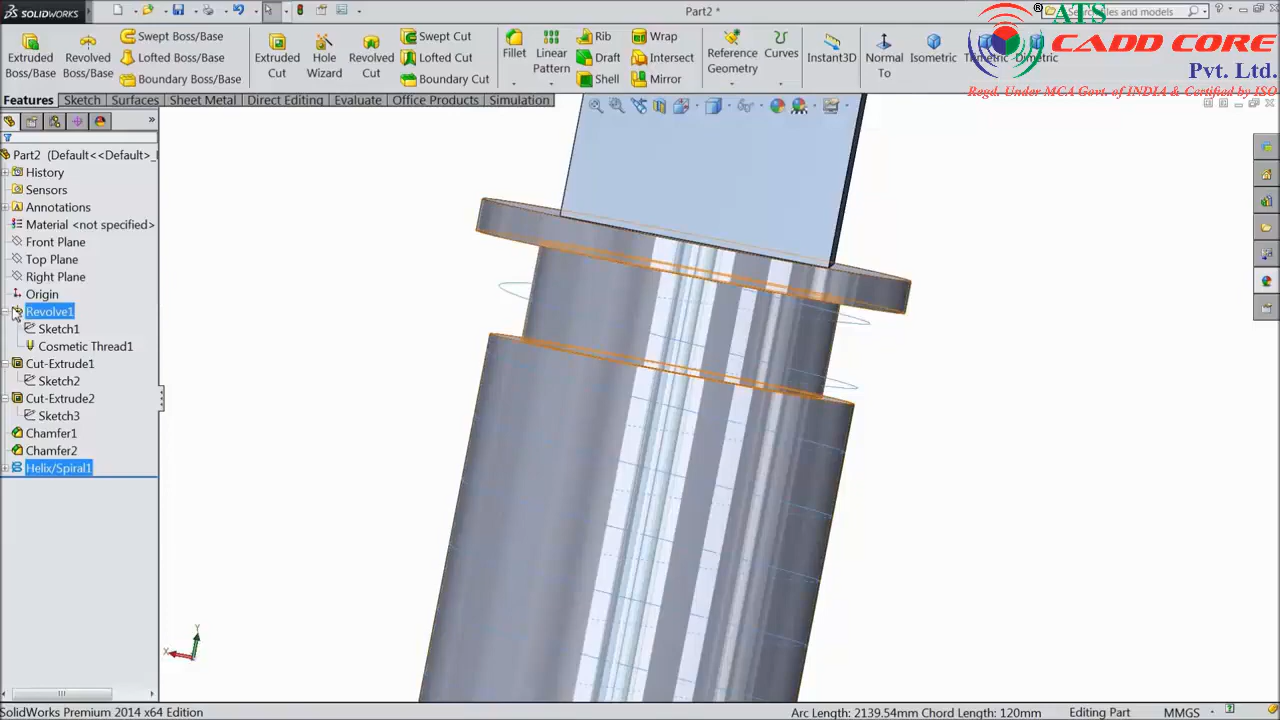 SOLIDWORKS
Part2 *
files and models
® ATS
CADD CORE
Pvt. Ltd.
Regd. Under MCA Govt. of INDIA & Certified by ISO
Extruded Boss/Base
Revolved Boss/Base
Swept Boss/Base
Lofted Boss/Base
Boundary Boss/Base
Extruded Cut
Hole Wizard
Revolved Cut
Swept Cut
Lofted Cut
Boundary Cut
Fillet
Linear Pattern
Rib
Draft
Shell
Wrap
Intersect
Mirror
Reference Geometry
Curves
Instant3D
Normal To
Isometric
Dimetric
Features Sketch Surfaces Sheet Metal Direct Editing Evaluate Office Products Simulation
Part2 (Default<<Default>_
History
Sensors
Annotations
Material <not specified>
Front Plane
Top Plane
Right Plane
Origin
Revolve1
Sketch1
Cosmetic Thread1
Cut-Extrude1
Sketch2
Cut-Extrude2
Sketch3
Chamfer1
Chamfer2
Helix/Spiral1
Y
X
SolidWorks Premium 2014 x64 Edition
Arc Length: 2139.54mm Chord Length: 120mm
Editing Part
MMGS